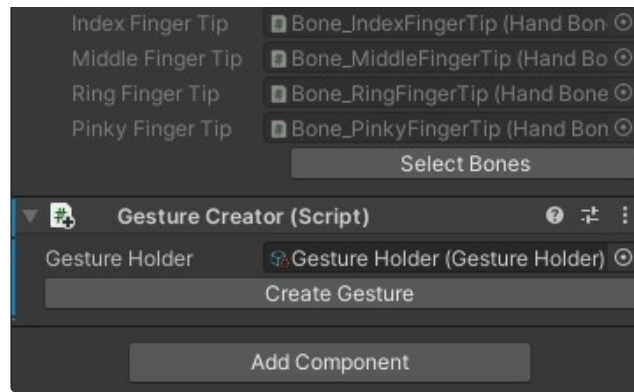 Index Finger Tip Bone_IndexFingerTip (Hand Bon
Middle Finger Tip Bone_MiddleFingerTip (Hand Bo
Ring Finger Tip Bone_RingFingerTip (Hand Bone
Pinky Finger Tip Bone_PinkyFingerTip (Hand Bon
Select Bones
# Gesture Creator (Script)
Gesture Holder Gesture Holder (Gesture Holder)
Create Gesture
Add Component